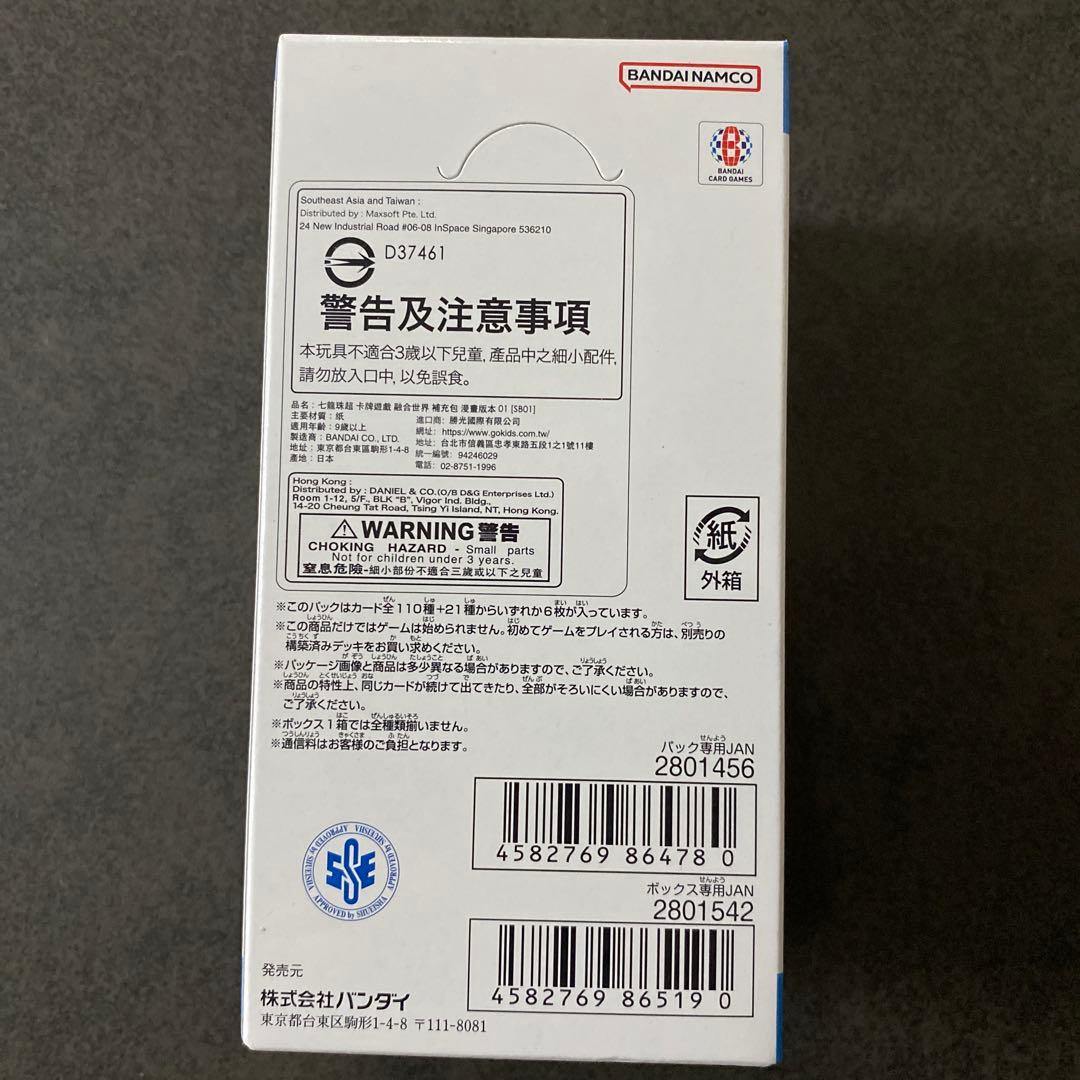 BANDAI NAMCO
BANDAI
CARD GAMES
Southeast Asia and Taiwan :
Distributed by : Maxsoft Pte. Ltd.
24 New Industrial Road #06-08 InSpace Singapore 536210
D37461
警告及注意事項
本玩具不適合3歲以下兒童, 產品中之細小配件,
請勿放入口中, 以免誤食。
品名 : 七龍珠超 卡牌遊戲 融合世界 補充包 漫畫版本 01 [SB01]
主要材質 : 紙
適用年齡 : 9歲以上
製造商 : BANDAI CO., LTD.
地址 : 東京都台東區駒形1-4-8
產地 : 日本
進口商: 勝光國際有限公司
網址: https://www.gokids.com.tw/
地址: 台北市信義區忠孝東路五段1之1號11樓
統一編號: 94246029
電話: 02-8751-1996
Hong Kong :
Distributed by : DANIEL & CO.(O/B D&G Enterprises Ltd.)
Room 1-12, 5/F., BLK "B", Vigor Ind. Bldg.,
14-20 Cheung Tat Road, Tsing Yi Island, NT, Hong Kong.
WARNING 警告
CHOKING HAZARD - Small parts
Not for children under 3 years.
窒息危險-細小部份不適合三歲或以下之兒童
紙
外箱
※このパックはカード全110種+21種からいずれか6枚が入っています。
※この商品だけではゲームは始められません。初めてゲームをプレイされる方は、別売りの
構築済みデッキをお買い求めください。
※パッケージ画像と商品は多少異なる場合がありますので、ご了承ください。
※商品の特性上、同じカードが続けて出てきたり、全部がそろいにくい場合がありますので、
ご了承ください。
※ボックス1箱では全種類揃いません。
※通信料はお客様のご負担となります。
パック専用JAN
2801456
4582769 86478 0
ボックス専用JAN
2801542
4582769 86519 0
APPROVED by SHUEISHA APPROVED by SHUEISHA APPROVED by SHUEISHA
発売元
株式会社バンダイ
東京都台東区駒形1-4-8 〒111-8081